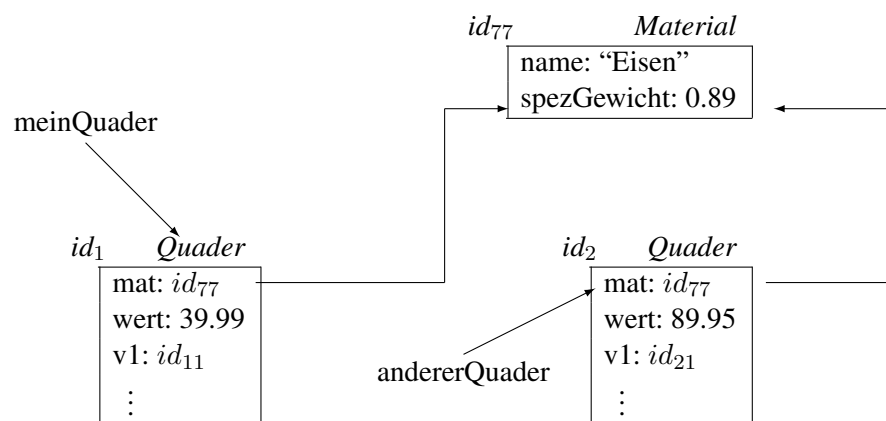 id77 Material
name: “Eisen”
spezGewicht: 0.89
meinQuader
id1 Quader
mat: id77
wert: 39.99
v1: id11
⋮
id2 Quader
mat: id77
wert: 89.95
v1: id21
⋮
andererQuader